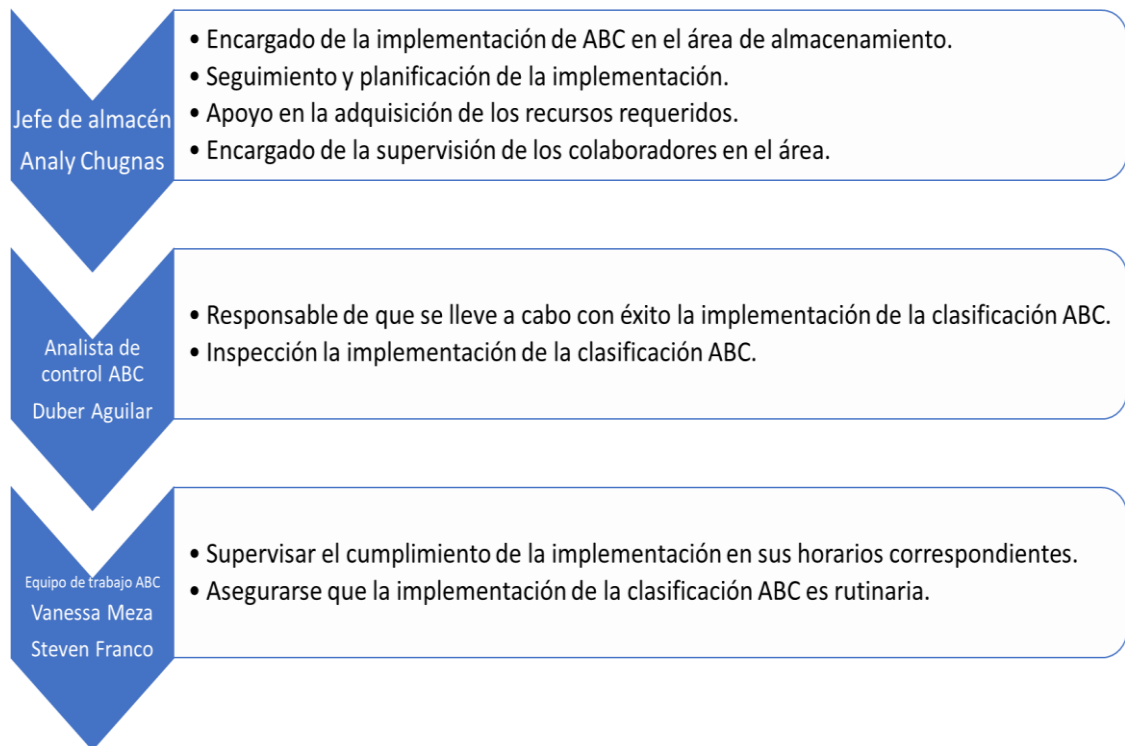 Jefe de almacén
Analy Chugnas
• Encargado de la implementación de ABC en el área de almacenamiento.
• Seguimiento y planificación de la implementación.
• Apoyo en la adquisición de los recursos requeridos.
• Encargado de la supervisión de los colaboradores en el área.
Analista de
control ABC
Duber Aguilar
• Responsable de que se lleve a cabo con éxito la implementación de la clasificación ABC.
• Inspección la implementación de la clasificación ABC.
Equipo de trabajo ABC
Vanessa Meza
Steven Franco
• Supervisar el cumplimiento de la implementación en sus horarios correspondientes.
• Asegurarse que la implementación de la clasificación ABC es rutinaria.